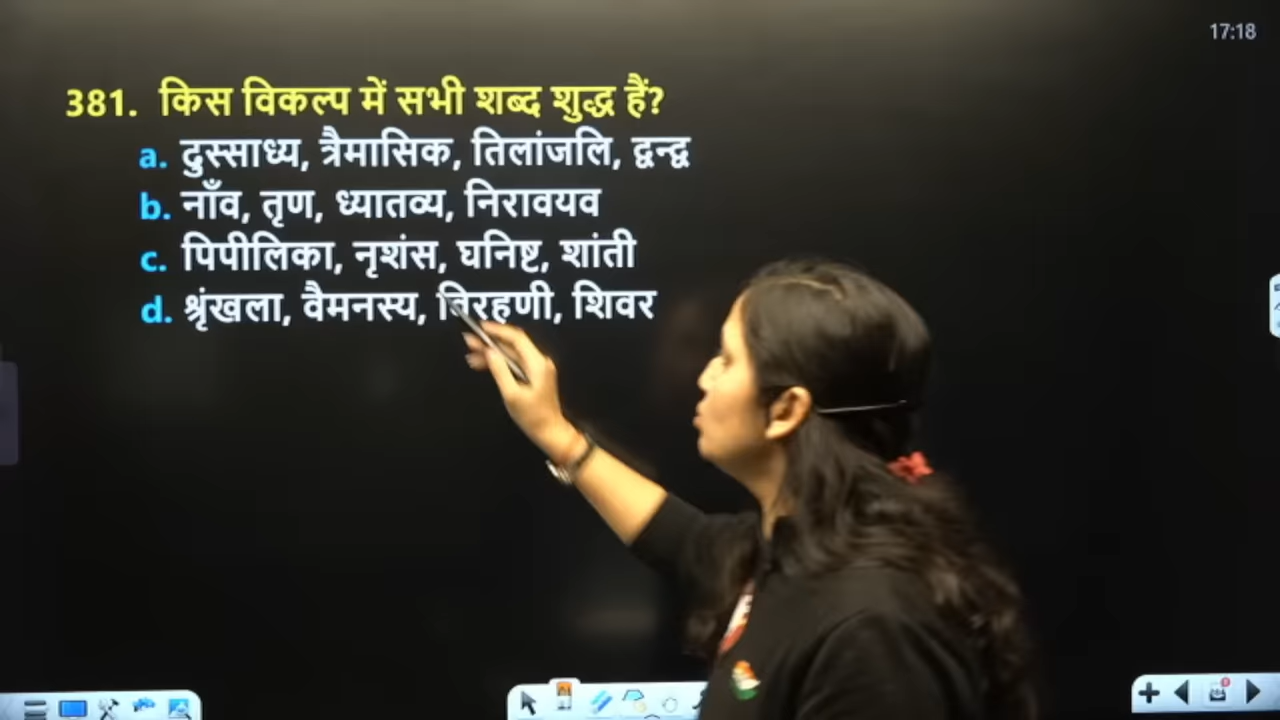 17:18
381. किस विकल्प में सभी शब्द शुद्ध हैं?
a. दुस्साध्य, त्रैमासिक, तिलांजलि, द्वन्द्व
b. नाँव, तृण, ध्यातव्य, निरावयव
c. पिपीलिका, नृशंस, घनिष्ट, शांती
d. श्रृंखला, वैमनस्य, विरहणी, शिवर